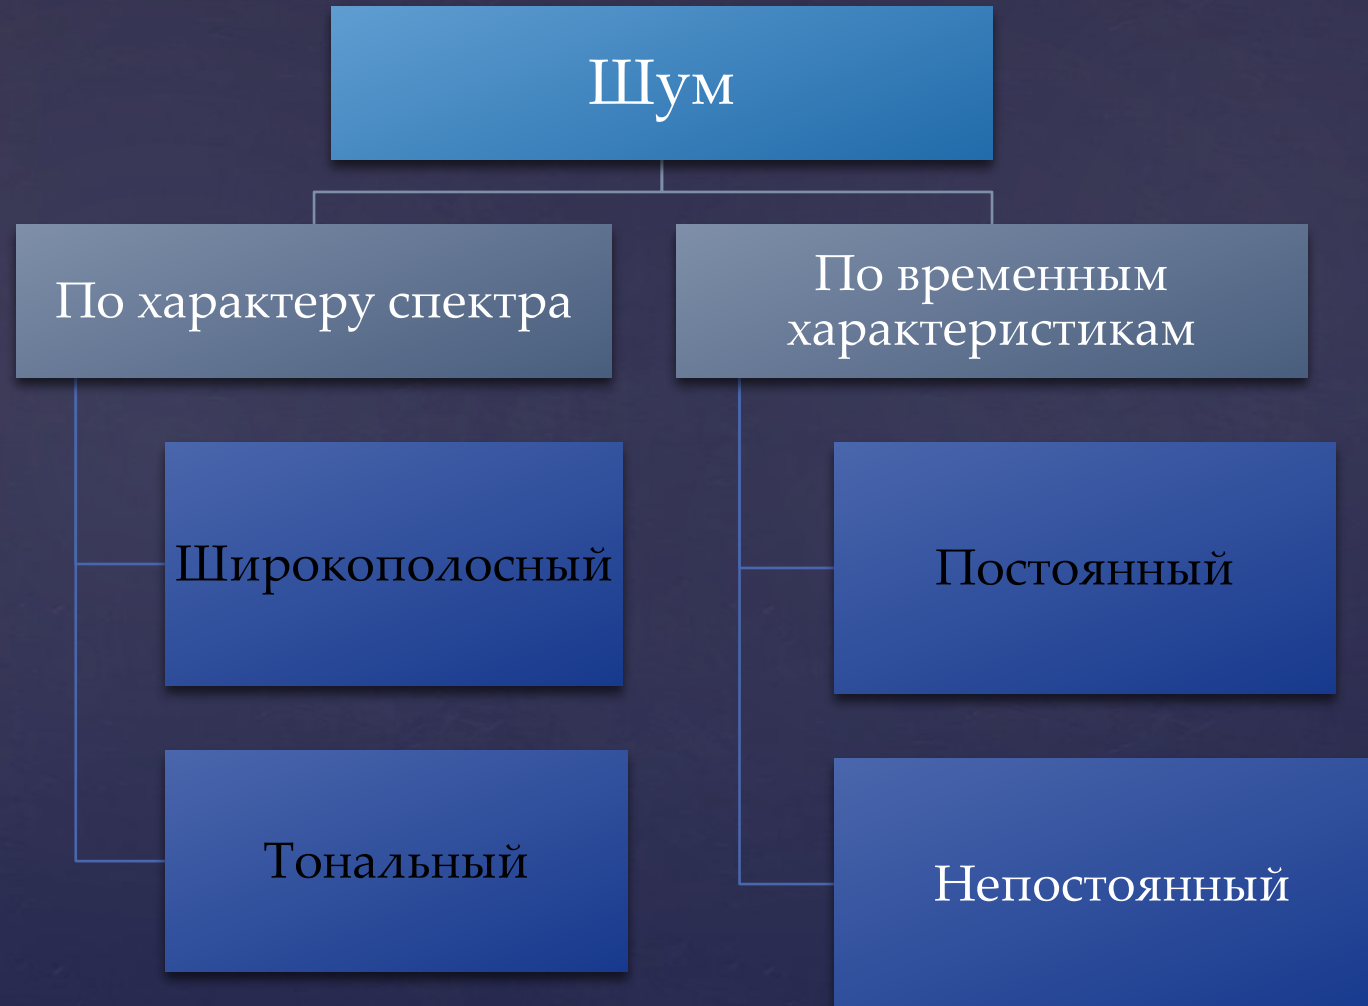 Шум
По характеру спектра
По временным
характеристикам
Широкополосный
Постоянный
Тональный
Непостоянный